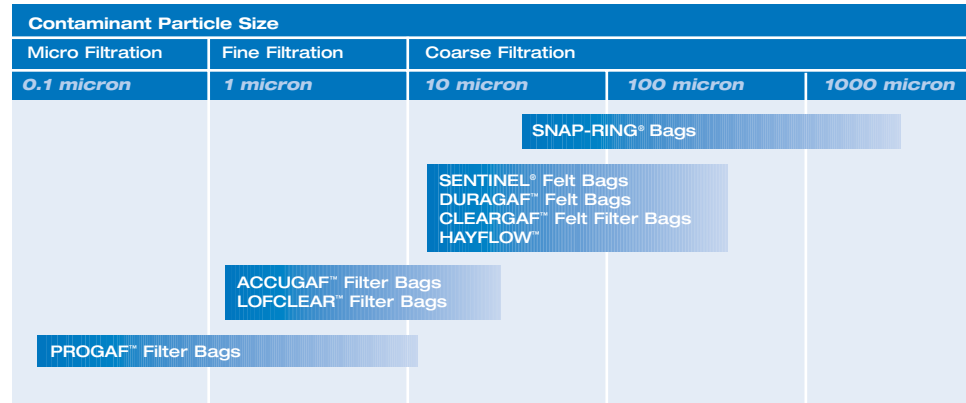 Contaminant Particle Size
Micro Filtration Fine Filtration Coarse Filtration
0.1 micron 1 micron 10 micron 100 micron 1000 micron
SNAP-RING® Bags
SENTINEL® Felt Bags
DURAGAF™ Felt Bags
CLEARGAF™ Felt Filter Bags
HAYFLOW™
ACCUGAF™ Filter Bags
LOFCLEAR™ Filter Bags
PROGAF™ Filter Bags